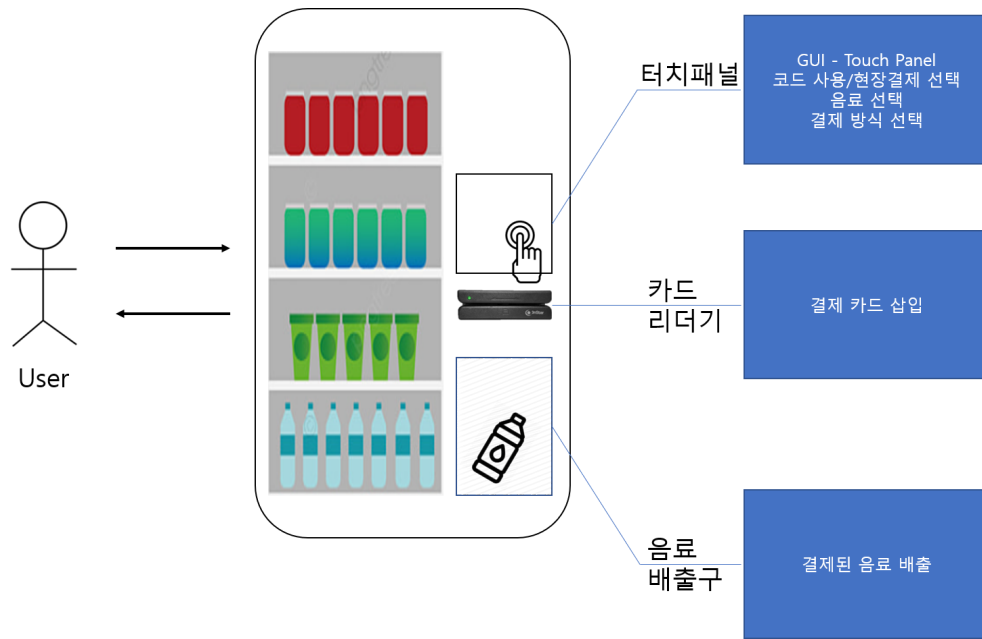 터치패널
GUI - Touch Panel
코드 사용/현장결제 선택
음료 선택
결제 방식 선택
User
카드
리더기
결제 카드 삽입
음료
배출구
결제된 음료 배출